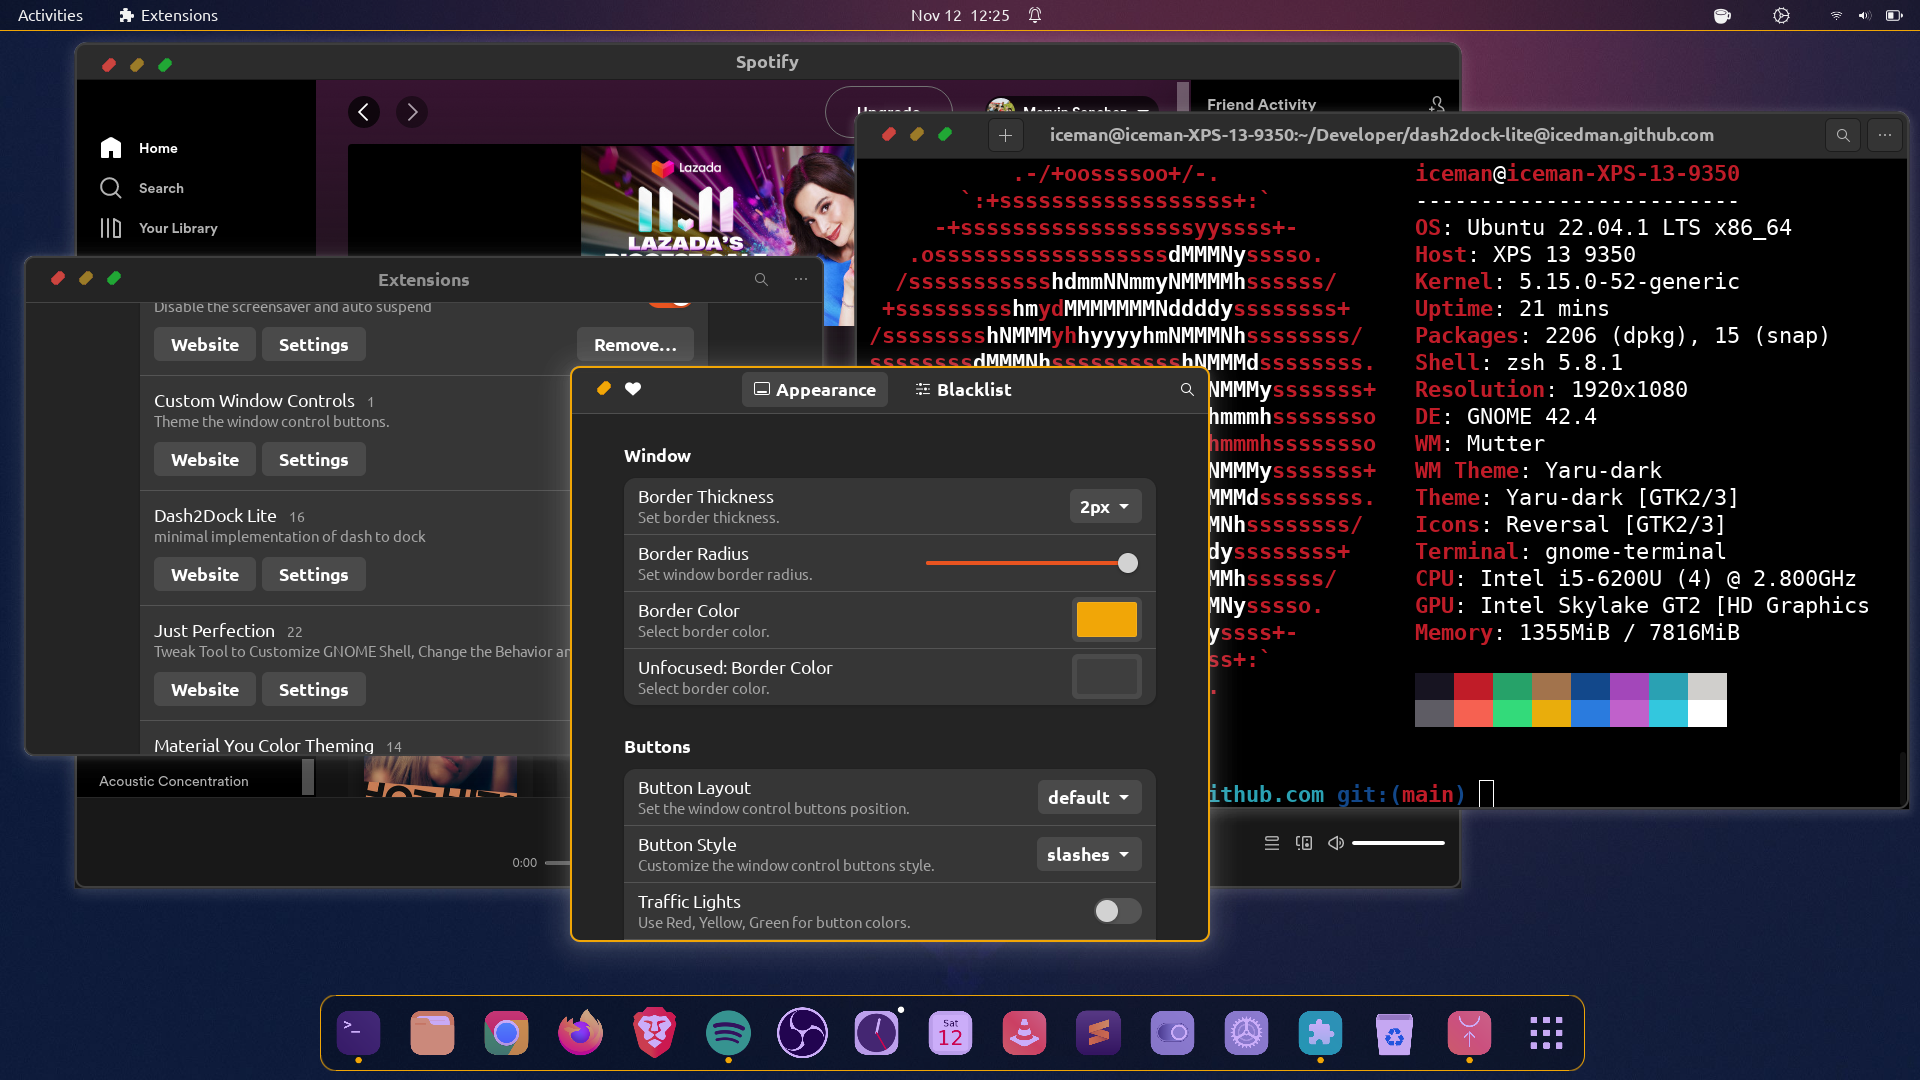 Activities
Extensions
Nov 12 12:25
Spotify
Home
Search
Your Library
Friend Activity
Lazada
11.11
LAZADA'S
Acoustic Concentration
0:00
Extensions
Disable the screensaver and auto suspend
Website Settings Remove...
Custom Window Controls 1
Theme the window control buttons.
Website Settings
Dash2Dock Lite 16
minimal implementation of dash to dock
Website Settings
Just Perfection 22
Tweak Tool to Customize GNOME Shell, Change the Behavior an
Website Settings
Material You Color Theming 14
Appearance Blacklist
Window
Border Thickness
Set border thickness.
2px
Border Radius
Set window border radius.
Border Color
Select border color.
Unfocused: Border Color
Select border color.
Buttons
Button Layout
Set the window control buttons position.
default
Button Style
Customize the window control buttons style.
slashes
Traffic Lights
Use Red, Yellow, Green for button colors.
iceman@iceman-XPS-13-9350:~/Developer/dash2dock-lite@icedman.github.com
.-/+oossssoo+/-.
`:+ssssssssssssssssss+:`
-+ssssssssssssssssssyyssss+-
.ossssssssssssssssssdMMMNysssso.
/ssssssssssshdmmNNmmyNMMMMhssssss/
+ssssssssshmydMMMMMMMNddddyssssssss+
/sssssssshNMMMyhhyyyyhmNMMMNhssssssss/
ssssssssdMMMNhsssssssssshNMMMdssssssss.
NMMMysssssss+
hmmmhssssssso
hmmmhssssssso
NMMMysssssss+
MMMdssssssss.
MNhssssssss/
dyssssssss+
MMhssssss/
MNysssso.
yssss+-
ss+:`
.
iceman@iceman-XPS-13-9350
-------------------------
OS: Ubuntu 22.04.1 LTS x86_64
Host: XPS 13 9350
Kernel: 5.15.0-52-generic
Uptime: 21 mins
Packages: 2206 (dpkg), 15 (snap)
Shell: zsh 5.8.1
Resolution: 1920x1080
DE: GNOME 42.4
WM: Mutter
WM Theme: Yaru-dark
Theme: Yaru-dark [GTK2/3]
Icons: Reversal [GTK2/3]
Terminal: gnome-terminal
CPU: Intel i5-6200U (4) @ 2.800GHz
GPU: Intel Skylake GT2 [HD Graphics
Memory: 1355MiB / 7816MiB
ithub.com git:(main)
>_
Sat
12